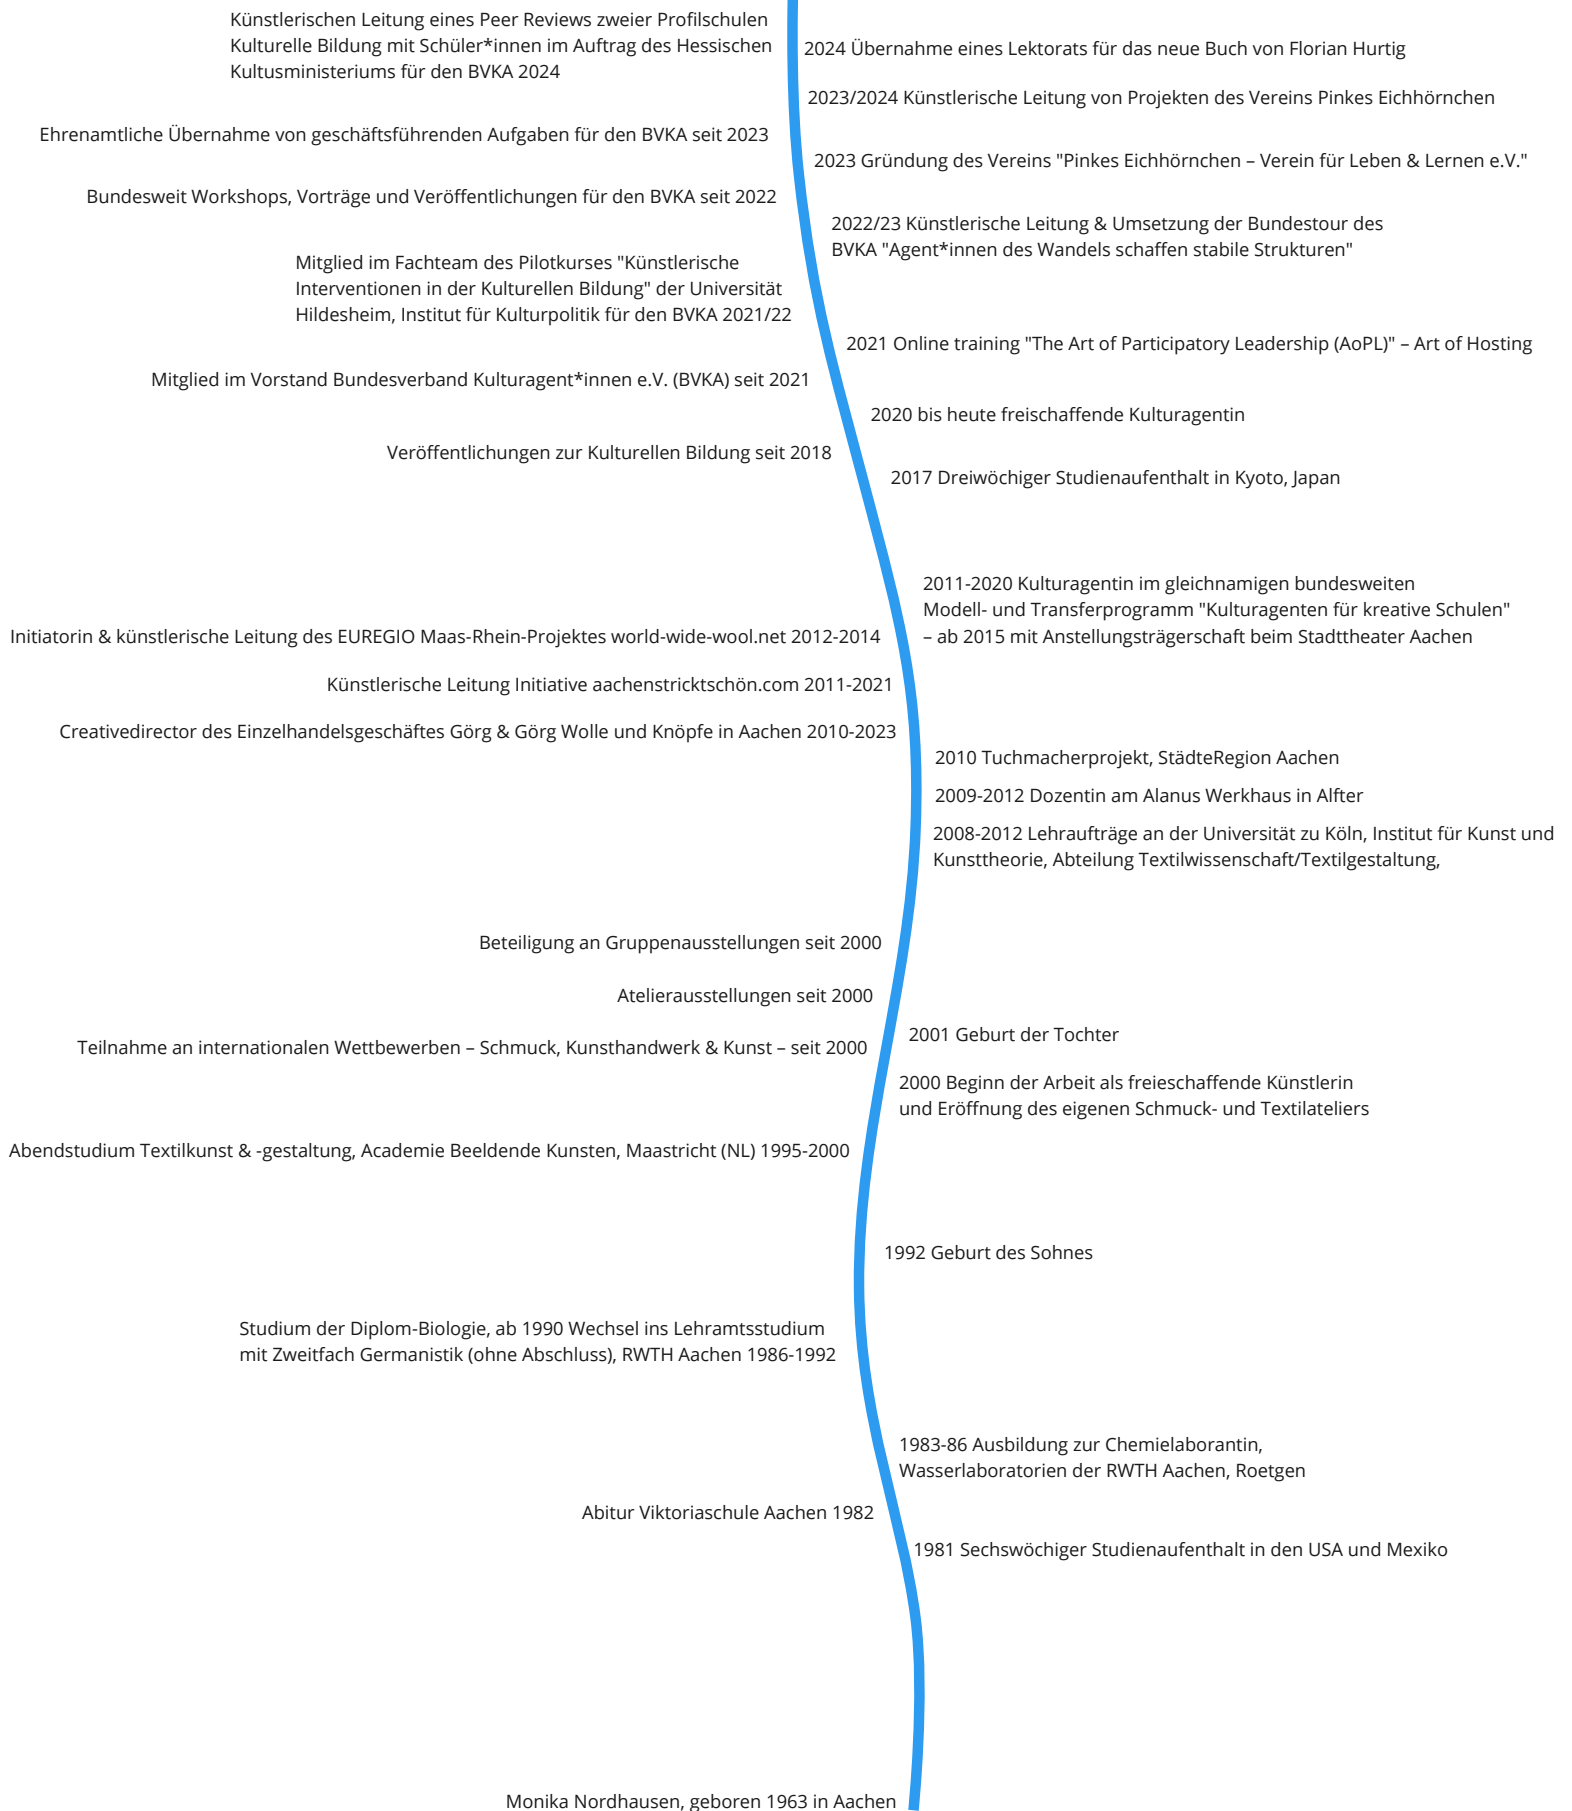 Künstlerischen Leitung eines Peer Reviews zweier Profilschulen
Kulturelle Bildung mit Schüler*innen im Auftrag des Hessischen
Kultusministeriums für den BVKA 2024
2024 Übernahme eines Lektorats für das neue Buch von Florian Hurtig
2023/2024 Künstlerische Leitung von Projekten des Vereins Pinkes Eichhörnchen
Ehrenamtliche Übernahme von geschäftsführenden Aufgaben für den BVKA seit 2023
2023 Gründung des Vereins "Pinkes Eichhörnchen – Verein für Leben & Lernen e.V."
Bundesweit Workshops, Vorträge und Veröffentlichungen für den BVKA seit 2022
2022/23 Künstlerische Leitung & Umsetzung der Bundestour des
BVKA "Agent*innen des Wandels schaffen stabile Strukturen"
Mitglied im Fachteam des Pilotkurses "Künstlerische
Interventionen in der Kulturellen Bildung" der Universität
Hildesheim, Institut für Kulturpolitik für den BVKA 2021/22
2021 Online training "The Art of Participatory Leadership (AoPL)" – Art of Hosting
Mitglied im Vorstand Bundesverband Kulturagent*innen e.V. (BVKA) seit 2021
2020 bis heute freischaffende Kulturagentin
Veröffentlichungen zur Kulturellen Bildung seit 2018
2017 Dreiwöchiger Studienaufenthalt in Kyoto, Japan
2011-2020 Kulturagentin im gleichnamigen bundesweiten
Modell- und Transferprogramm "Kulturagenten für kreative Schulen"
– ab 2015 mit Anstellungsträgerschaft beim Stadttheater Aachen
Initiatorin & künstlerische Leitung des EUREGIO Maas-Rhein-Projektes world-wide-wool.net 2012-2014
Künstlerische Leitung Initiative aachenstricktschön.com 2011-2021
Creativedirector des Einzelhandelsgeschäftes Görg & Görg Wolle und Knöpfe in Aachen 2010-2023
2010 Tuchmacherprojekt, StädteRegion Aachen
2009-2012 Dozentin am Alanus Werkhaus in Alfter
2008-2012 Lehraufträge an der Universität zu Köln, Institut für Kunst und
Kunsttheorie, Abteilung Textilwissenschaft/Textilgestaltung,
Beteiligung an Gruppenausstellungen seit 2000
Atelierausstellungen seit 2000
2001 Geburt der Tochter
Teilnahme an internationalen Wettbewerben – Schmuck, Kunsthandwerk & Kunst – seit 2000
2000 Beginn der Arbeit als freieschaffende Künstlerin
und Eröffnung des eigenen Schmuck- und Textilateliers
Abendstudium Textilkunst & -gestaltung, Academie Beeldende Kunsten, Maastricht (NL) 1995-2000
1992 Geburt des Sohnes
Studium der Diplom-Biologie, ab 1990 Wechsel ins Lehramtsstudium
mit Zweitfach Germanistik (ohne Abschluss), RWTH Aachen 1986-1992
1983-86 Ausbildung zur Chemielaborantin,
Wasserlaboratorien der RWTH Aachen, Roetgen
Abitur Viktoriaschule Aachen 1982
1981 Sechswöchiger Studienaufenthalt in den USA und Mexiko
Monika Nordhausen, geboren 1963 in Aachen